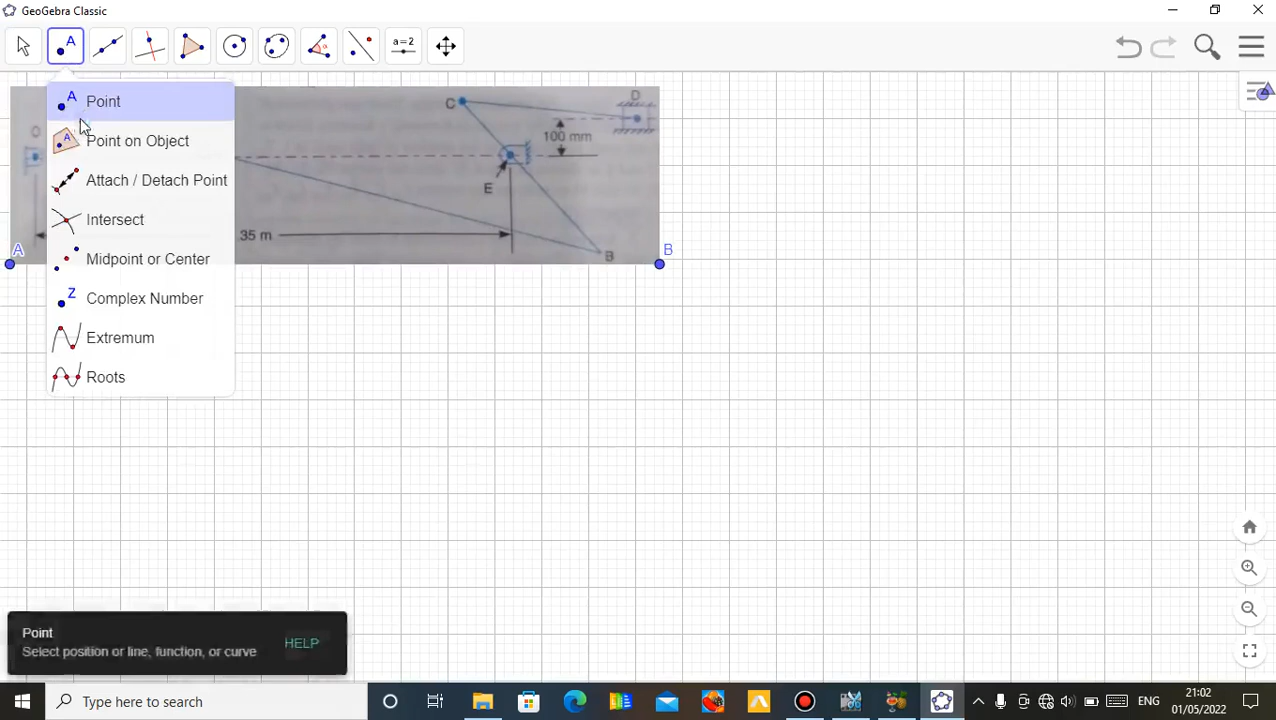 GeoGebra Classic
A
a=2
A Point
A Point on Object
Attach / Detach Point
Intersect
Midpoint or Center
Z Complex Number
Extremum
Roots
O
C
D
100 mm
E
35 m
B
A
B
Point
Select position or line, function, or curve
HELP
Type here to search
ENG
21:02
01/05/2022